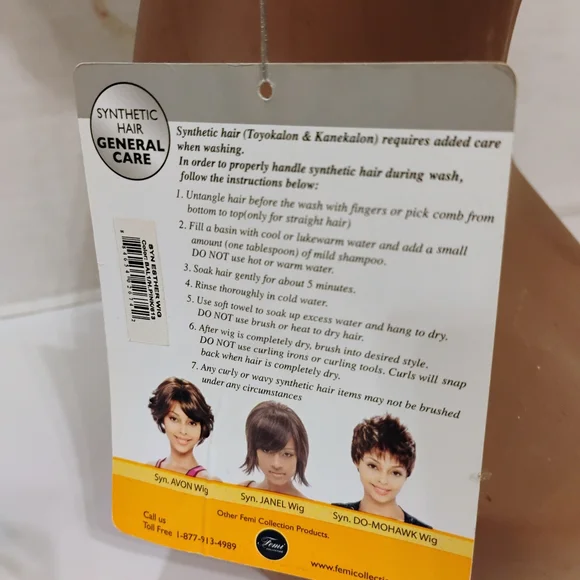 SYNTHETIC
HAIR
GENERAL
CARE
Synthetic hair (Toyokalon & Kanekalon) requires added care
when washing.
In order to properly handle synthetic hair during wash,
follow the instructions below:
1. Untangle hair before the wash with fingers or pick comb from
bottom to top(only for straight hair)
2. Fill a basin with cool or lukewarm water and add a small
amount (one tablespoon) of mild shampoo.
DO NOT use hot or warm water.
3. Soak hair gently for about 5 minutes.
4. Rinse thoroughly in cold water.
5. Use soft towel to soak up excess water and hang to dry.
DO NOT use brush or heat to dry hair.
6. After wig is completely dry, brush into desired style.
DO NOT use curling irons or curling tools. Curls will snap
back when hair is completely dry.
7. Any curly or wavy synthetic hair items may not be brushed
under any circumstances
SYN ESTHER WIG
Syn. AVON Wig
Syn. JANEL Wig
Syn. DO-MOHAWK Wig
Other Femi Collection Products.
Call us
Toll Free 1-877-913-4989
Femi
www.femicollecti